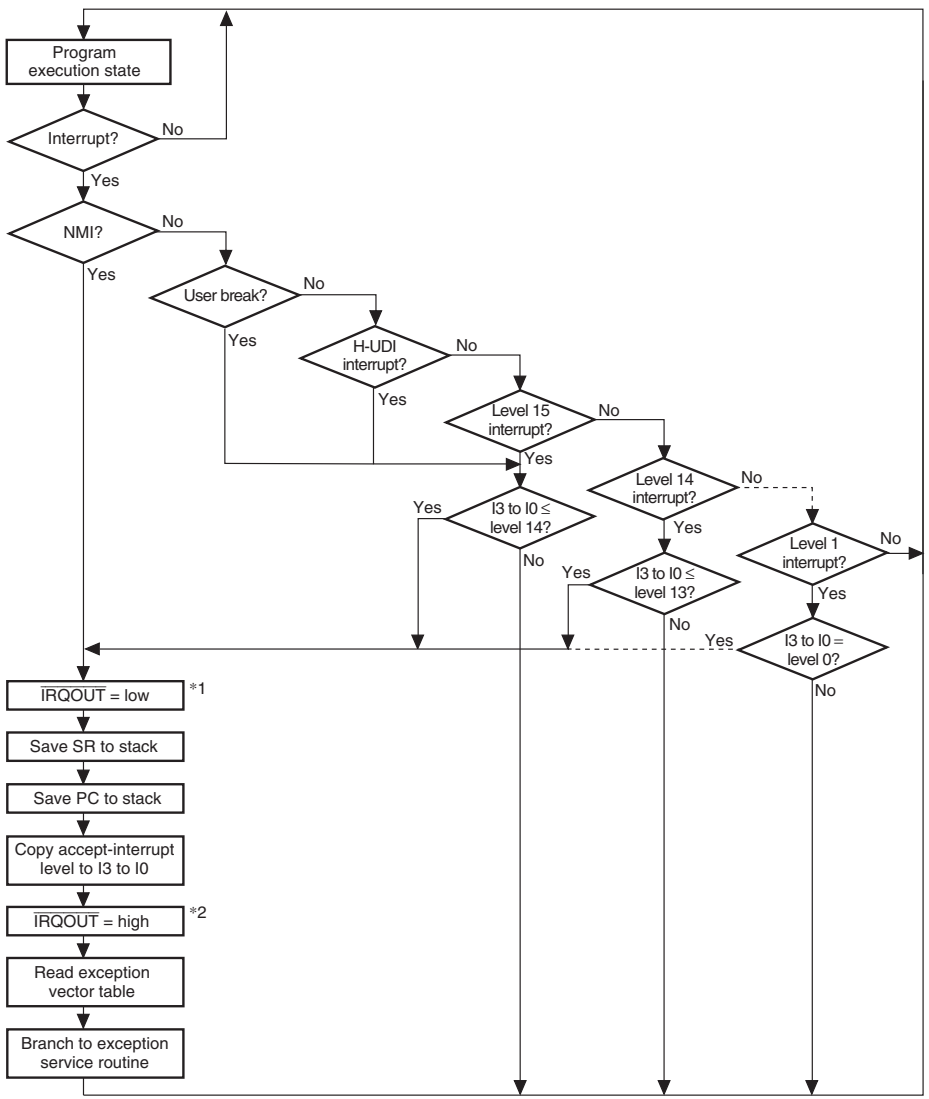 Program
execution state
Interrupt?
No
Yes
NMI?
No
Yes
User break?
No
Yes
H-UDI
interrupt?
No
Yes
Level 15
interrupt?
No
Yes
Level 14
interrupt?
No
Yes
I3 to I0 ≤
level 14?
Yes
No
Level 1
interrupt?
No
Yes
I3 to I0 ≤
level 13?
Yes
No
I3 to I0 =
level 0?
Yes
No
I̅R̅Q̅O̅U̅T̅ = low
*1
Save SR to stack
Save PC to stack
Copy accept-interrupt
level to I3 to I0
I̅R̅Q̅O̅U̅T̅ = high
*2
Read exception
vector table
Branch to exception
service routine